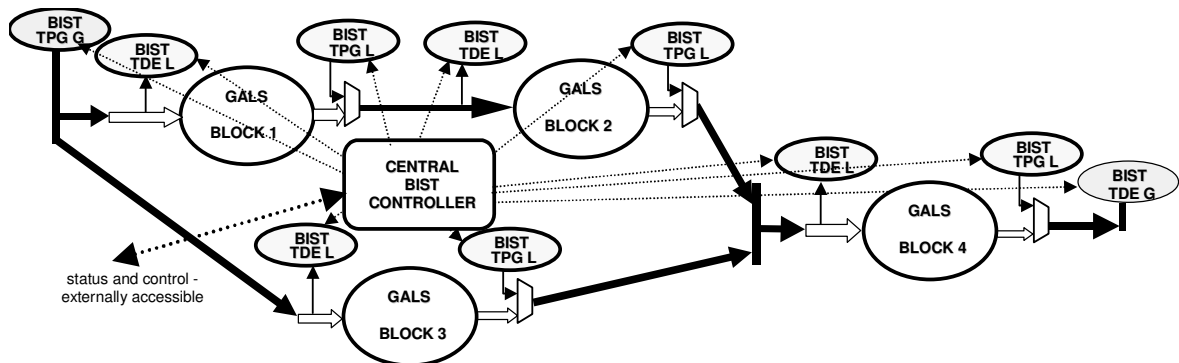 BIST
TPG G
BIST
TDE L
BIST
TPG L
BIST
TDE L
BIST
TPG L
GALS
BLOCK 1
GALS
BLOCK 2
CENTRAL
BIST
CONTROLLER
BIST
TDE L
BIST
TPG L
BIST
TDE G
GALS
BLOCK 4
BIST
TDE L
BIST
TPG L
status and control -
externally accessible
GALS
BLOCK 3